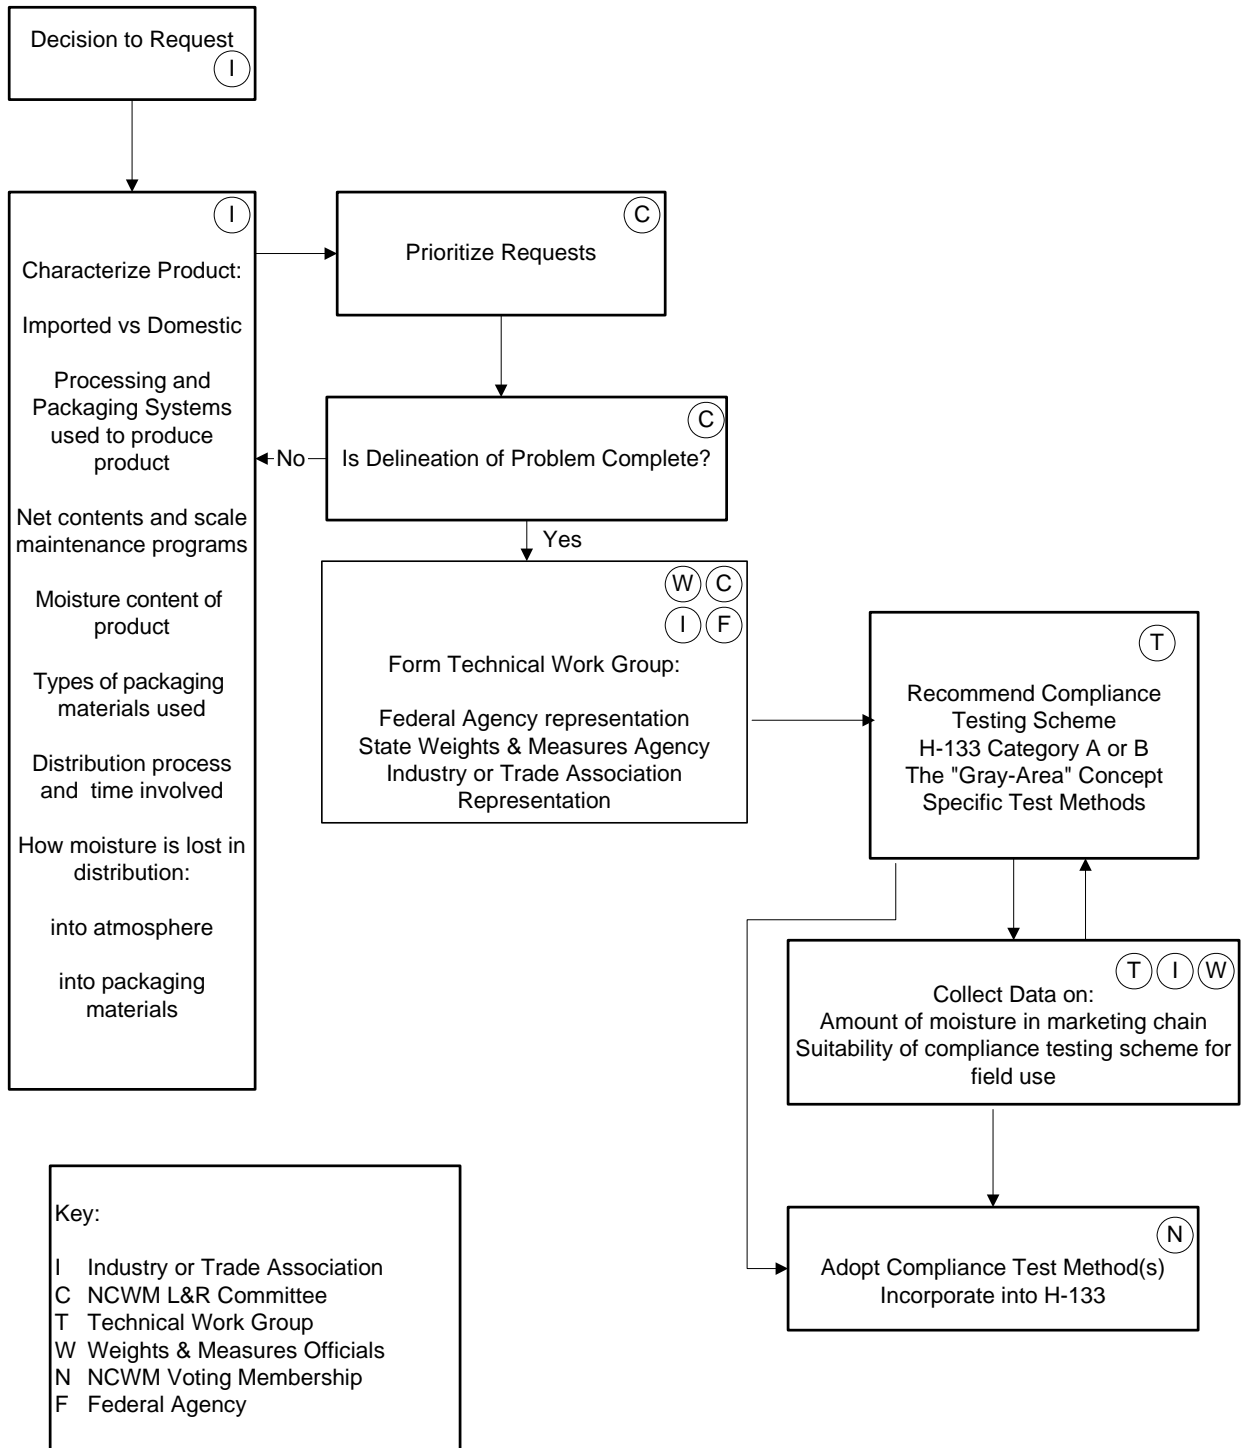 Decision to Request
I
I
Characterize Product:
Imported vs Domestic
Processing and
Packaging Systems
used to produce
product
Net contents and scale
maintenance programs
Moisture content of
product
Types of packaging
materials used
Distribution process
and time involved
How moisture is lost in
distribution:
into atmosphere
into packaging
materials
C
Prioritize Requests
C
Is Delineation of Problem Complete?
No
Yes
W C
I F
Form Technical Work Group:
Federal Agency representation
State Weights & Measures Agency
Industry or Trade Association
Representation
T
Recommend Compliance
Testing Scheme
H-133 Category A or B
The "Gray-Area" Concept
Specific Test Methods
T I W
Collect Data on:
Amount of moisture in marketing chain
Suitability of compliance testing scheme for
field use
N
Adopt Compliance Test Method(s)
Incorporate into H-133
Key:
I Industry or Trade Association
C NCWM L&R Committee
T Technical Work Group
W Weights & Measures Officials
N NCWM Voting Membership
F Federal Agency